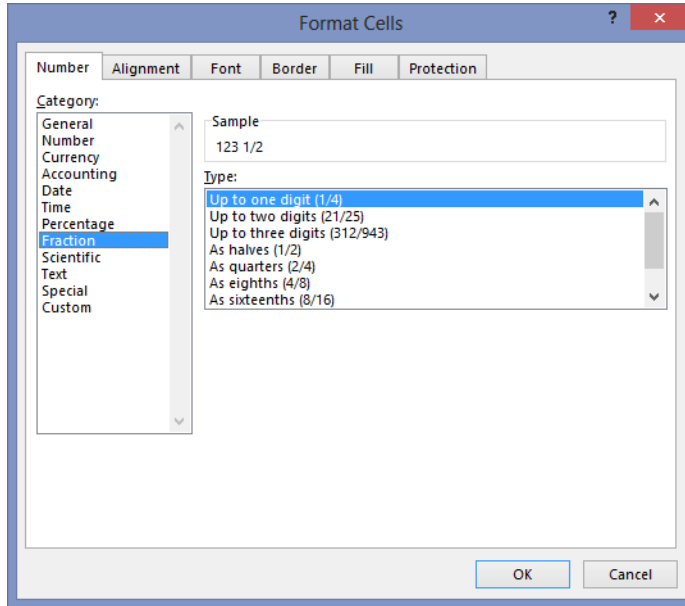 Format Cells
? ×
Number Alignment Font Border Fill Protection
Category:
General
Number
Currency
Accounting
Date
Time
Percentage
Fraction
Scientific
Text
Special
Custom
Sample
123 1/2
Type:
Up to one digit (1/4)
Up to two digits (21/25)
Up to three digits (312/943)
As halves (1/2)
As quarters (2/4)
As eighths (4/8)
As sixteenths (8/16)
OK Cancel